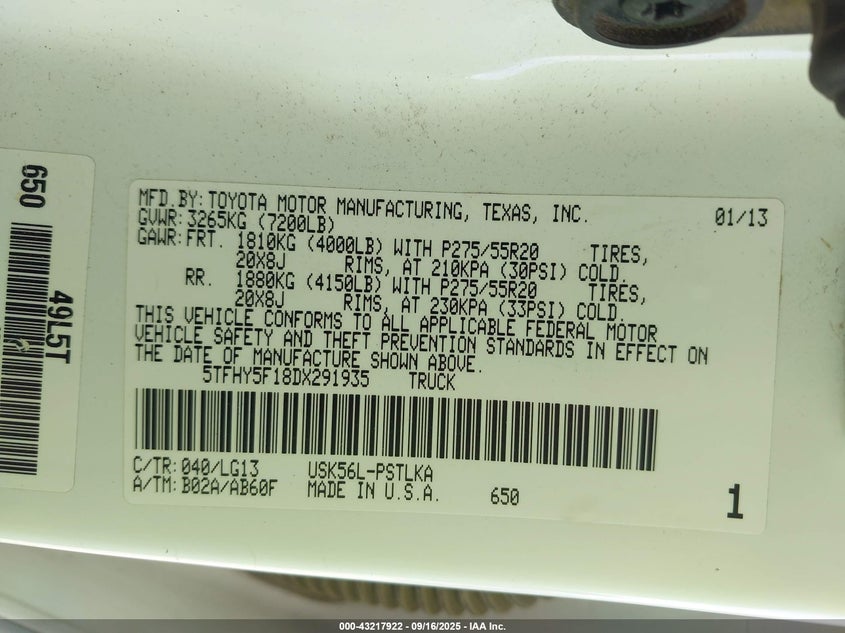 650
49L5T
MFD.BY: TOYOTA MOTOR MANUFACTURING, TEXAS, INC. 01/13
GVWR: 3265KG (7200LB)
GAWR: FRT. 1810KG (4000LB) WITH P275/55R20 TIRES,
20X8J RIMS, AT 210KPA (30PSI) COLD.
RR. 1880KG (4150LB) WITH P275/55R20 TIRES,
20X8J RIMS, AT 230KPA (33PSI) COLD.
THIS VEHICLE CONFORMS TO ALL APPLICABLE FEDERAL MOTOR
VEHICLE SAFETY AND THEFT PREVENTION STANDARDS IN EFFECT ON
THE DATE OF MANUFACTURE SHOWN ABOVE.
5TFHY5F18DX291935 TRUCK
C/TR: 040/LG13 USK56L-PSTLKA
A/TM: B02A/AB60F MADE IN U.S.A. 650
1
000-43217922 - 09/16/2025 - IAA Inc.